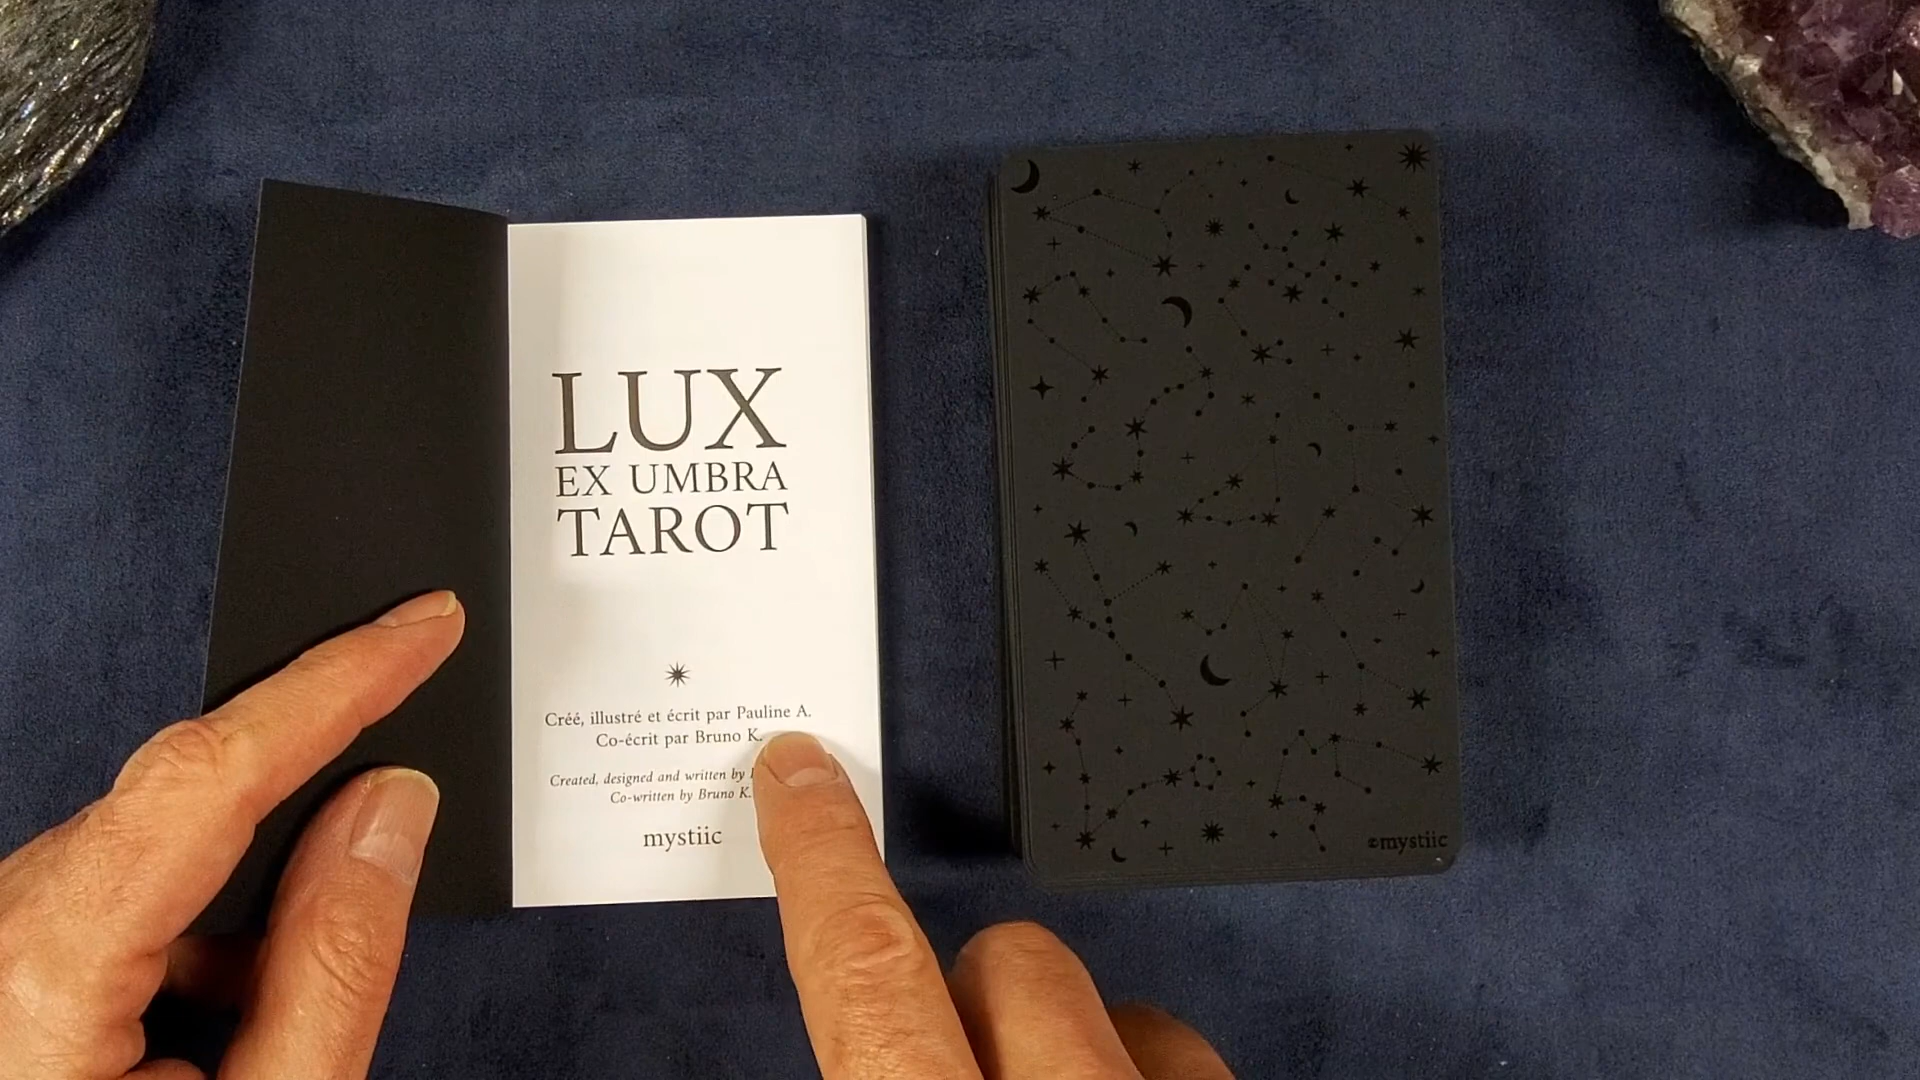 LUX
EX UMBRA
TAROT
Créé, illustré et écrit par Pauline A.
Co-écrit par Bruno K.
Created, designed and written by
Co-written by Bruno K.
mystiic
©mystiic